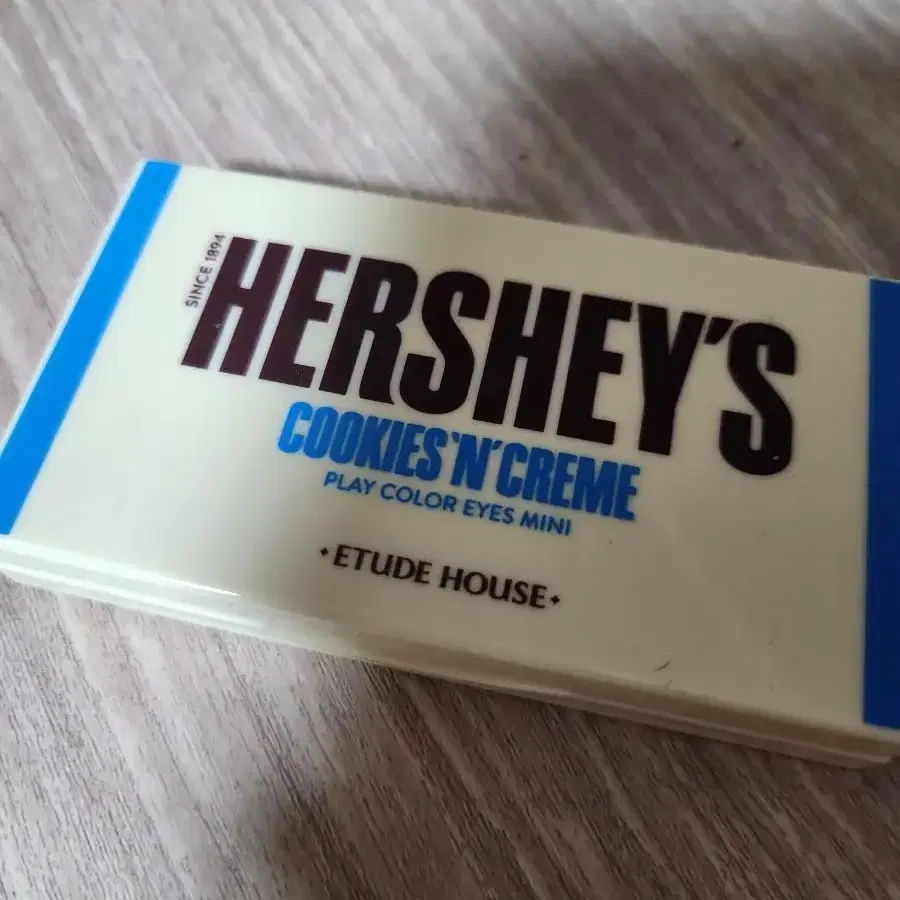 SINCE 1894
HERSHEY'S
COOKIES'N'CREME
PLAY COLOR EYES MINI
ETUDE HOUSE